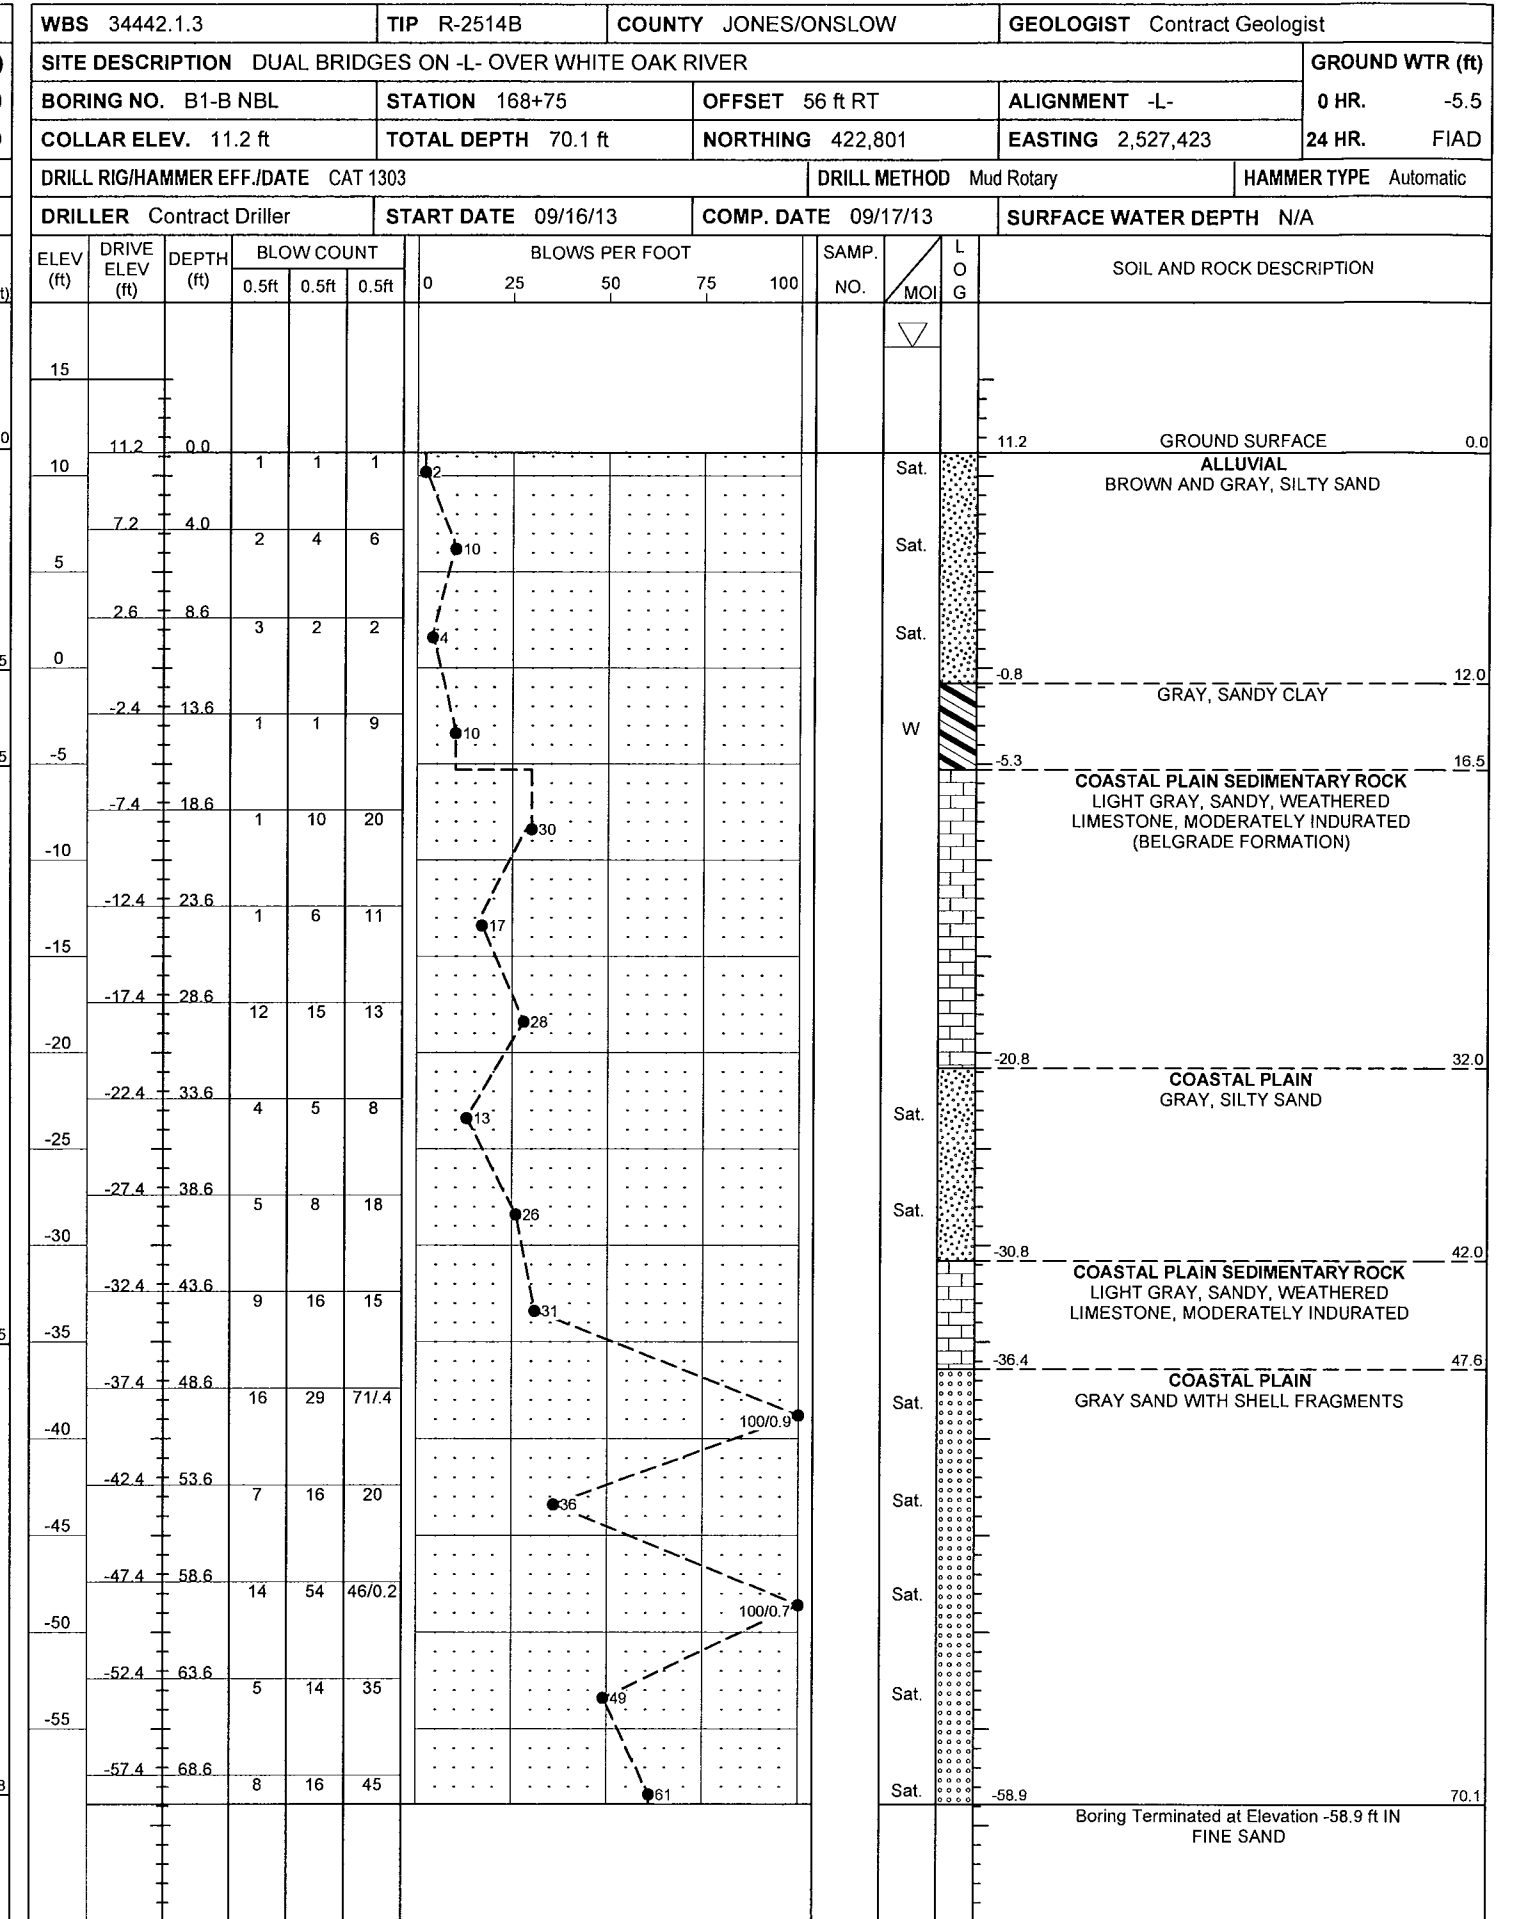 WBS 34442.1.3 TIP R-2514B COUNTY JONES/ONSLOW GEOLOGIST Contract Geologist
SITE DESCRIPTION DUAL BRIDGES ON -L- OVER WHITE OAK RIVER GROUND WTR (ft)
BORING NO. B1-B NBL STATION 168+75 OFFSET 56 ft RT ALIGNMENT -L- 0 HR. -5.5
COLLAR ELEV. 11.2 ft TOTAL DEPTH 70.1 ft NORTHING 422,801 EASTING 2,527,423 24 HR. FIAD
DRILL RIG/HAMMER EFF./DATE CAT 1303 DRILL METHOD Mud Rotary HAMMER TYPE Automatic
DRILLER Contract Driller START DATE 09/16/13 COMP. DATE 09/17/13 SURFACE WATER DEPTH N/A
ELEV (ft) DRIVE ELEV (ft) DEPTH (ft) BLOW COUNT BLOWS PER FOOT SAMP. NO. MOI LOG SOIL AND ROCK DESCRIPTION
0.5ft 0.5ft 0.5ft 0 25 50 75 100
15
11.2 0.0 11.2 GROUND SURFACE 0.0
10 1 1 1 2 Sat. ALLUVIAL
BROWN AND GRAY, SILTY SAND
7.2 4.0
2 4 6 10 Sat.
5
2.6 8.6
3 2 2 4 Sat.
0
-0.8 12.0
GRAY, SANDY CLAY
-2.4 13.6
1 1 9 10 W
-5
-5.3 16.5
COASTAL PLAIN SEDIMENTARY ROCK
LIGHT GRAY, SANDY, WEATHERED
LIMESTONE, MODERATELY INDURATED
(BELGRADE FORMATION)
-7.4 18.6
1 10 20 30
-10
-12.4 23.6
1 6 11 17
-15
-17.4 28.6
12 15 13 28
-20
-20.8 32.0
COASTAL PLAIN
GRAY, SILTY SAND
-22.4 33.6
4 5 8 13 Sat.
-25
-27.4 38.6
5 8 18 26 Sat.
-30
-30.8 42.0
COASTAL PLAIN SEDIMENTARY ROCK
LIGHT GRAY, SANDY, WEATHERED
LIMESTONE, MODERATELY INDURATED
-32.4 43.6
9 16 15 31
-35
-36.4 47.6
COASTAL PLAIN
GRAY SAND WITH SHELL FRAGMENTS
-37.4 48.6
16 29 71/.4 100/0.9 Sat.
-40
-42.4 53.6
7 16 20 36 Sat.
-45
-47.4 58.6
14 54 46/0.2 100/0.7 Sat.
-50
-52.4 63.6
5 14 35 49 Sat.
-55
-57.4 68.6
8 16 45 61 Sat.
-58.9 70.1
Boring Terminated at Elevation -58.9 ft IN
FINE SAND